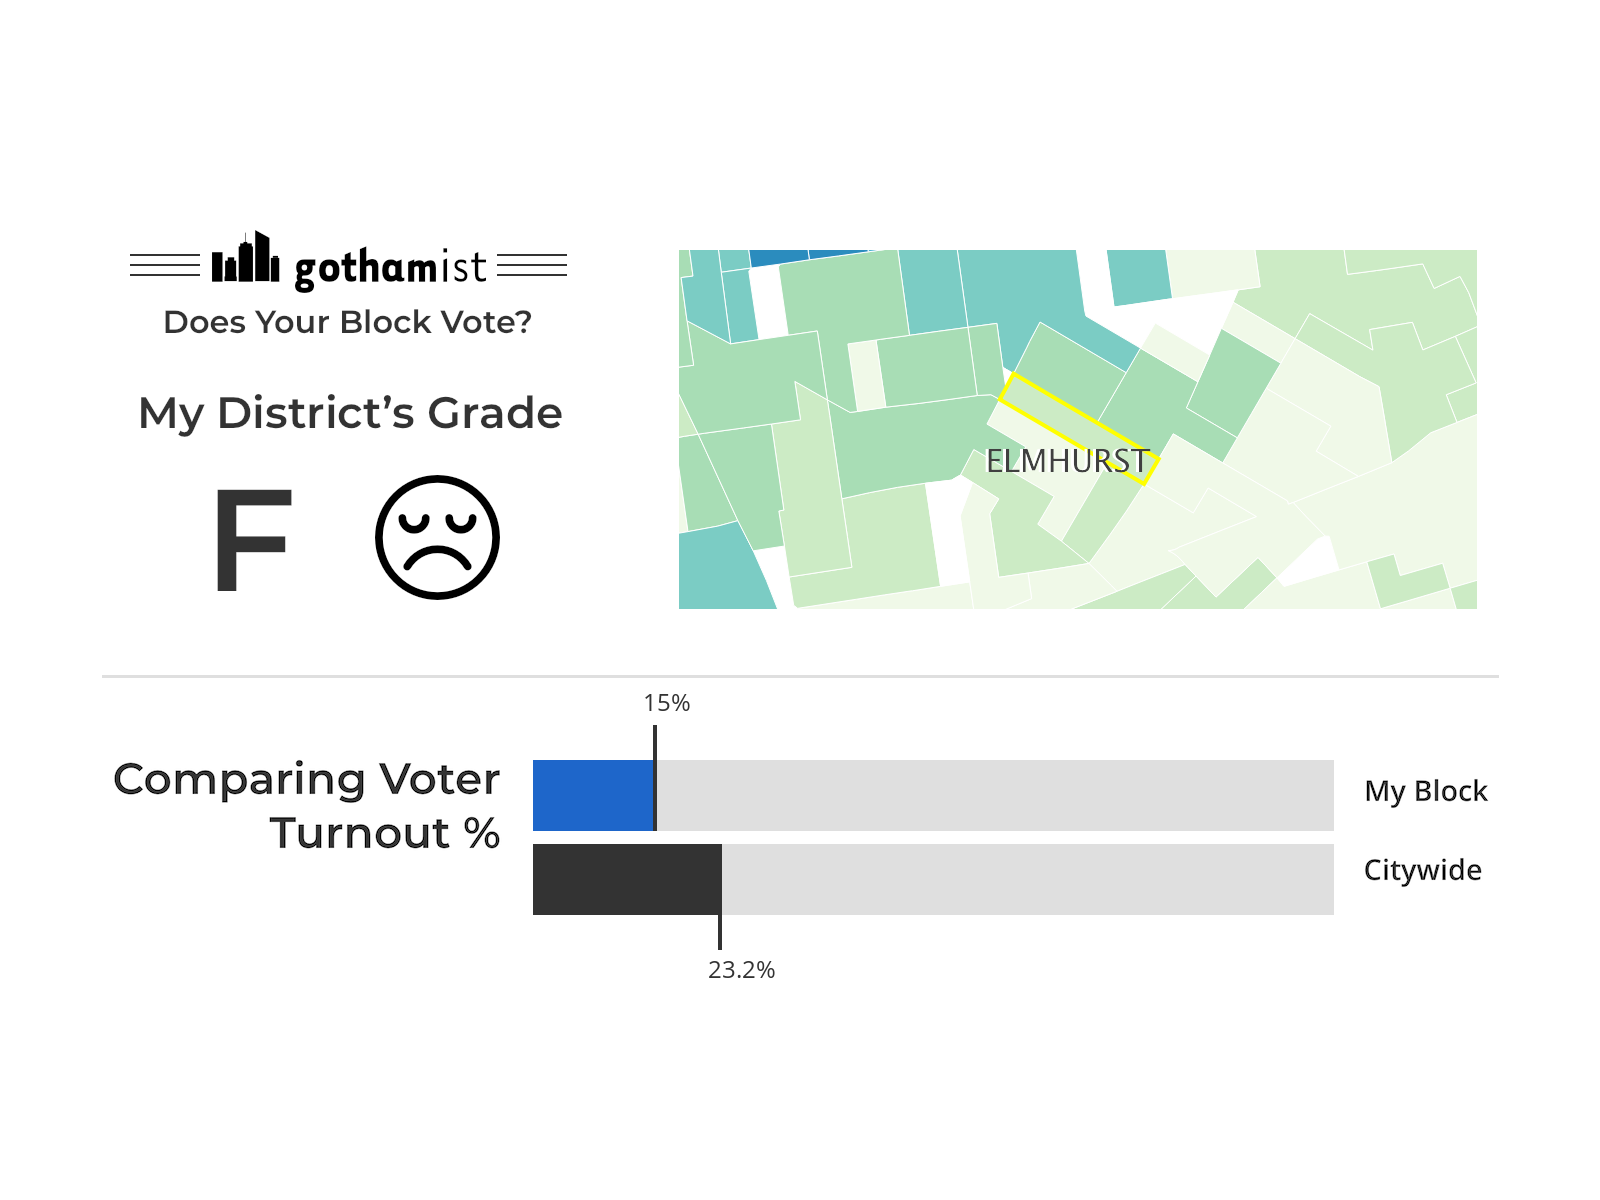 gothamist
Does Your Block Vote?
My District’s Grade
F
ELMHURST
15%
Comparing Voter
Turnout %
My Block
Citywide
23.2%